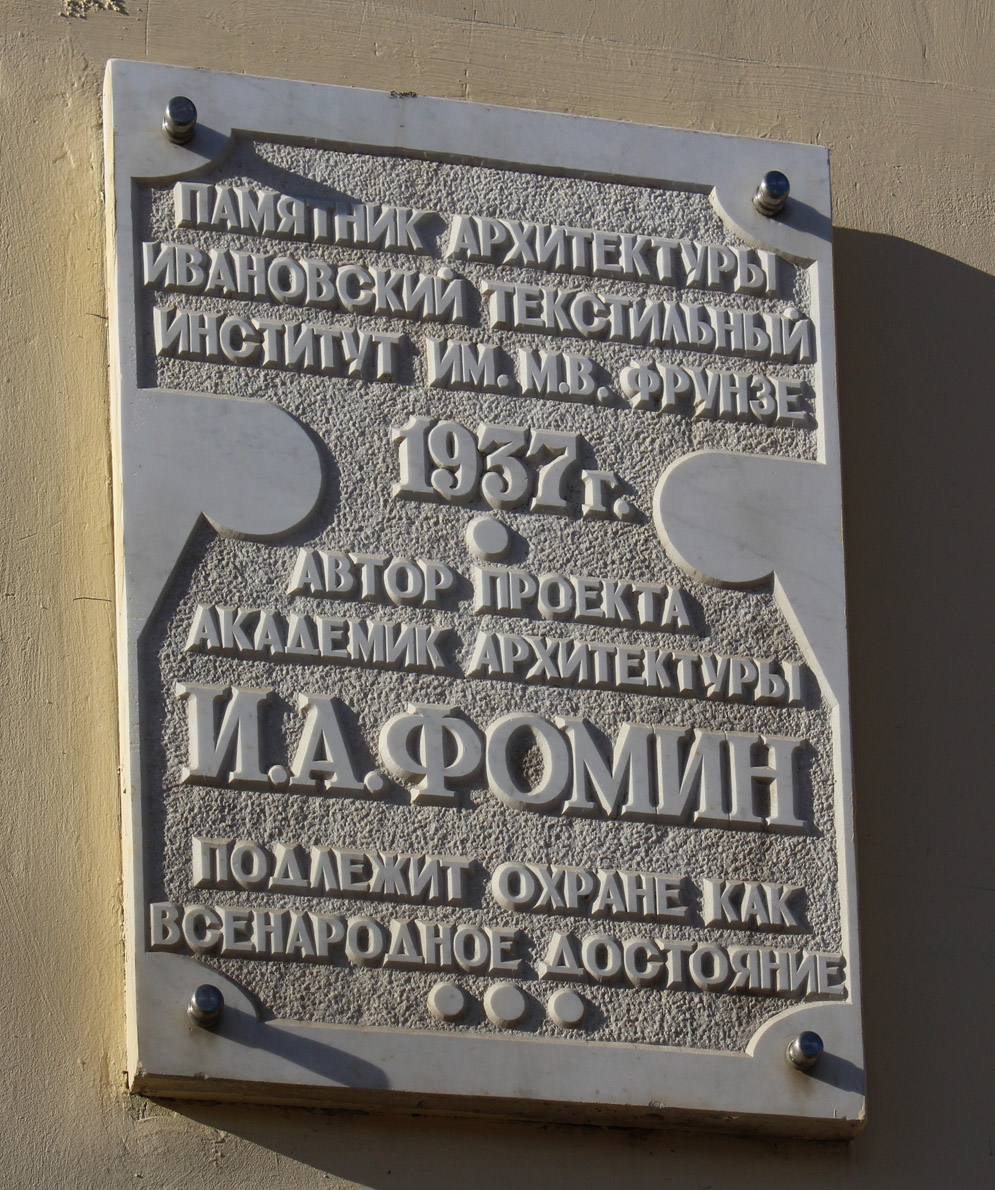 ПАМЯТНИК АРХИТЕКТУРЫ
ИВАНОВСКИЙ ТЕКСТИЛЬНЫЙ
ИНСТИТУТ ИМ. М.В. ФРУНЗЕ
1937 г.
АВТОР ПРОЕКТА
АКАДЕМИК АРХИТЕКТУРЫ
И.А. ФОМИН
ПОДЛЕЖИТ ОХРАНЕ КАК
ВСЕНАРОДНОЕ ДОСТОЯНИЕ